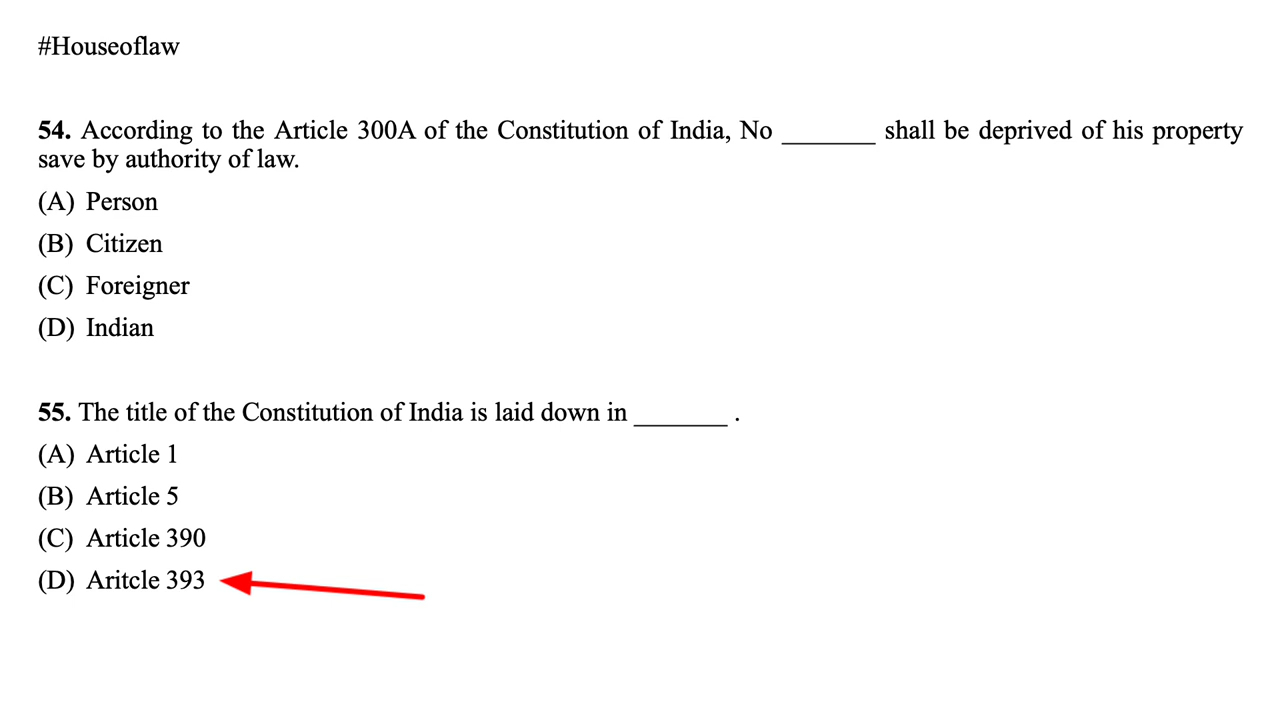 #Houseoflaw
54. According to the Article 300A of the Constitution of India, No _______ shall be deprived of his property
save by authority of law.
(A) Person
(B) Citizen
(C) Foreigner
(D) Indian
55. The title of the Constitution of India is laid down in _______ .
(A) Article 1
(B) Article 5
(C) Article 390
(D) Aritcle 393